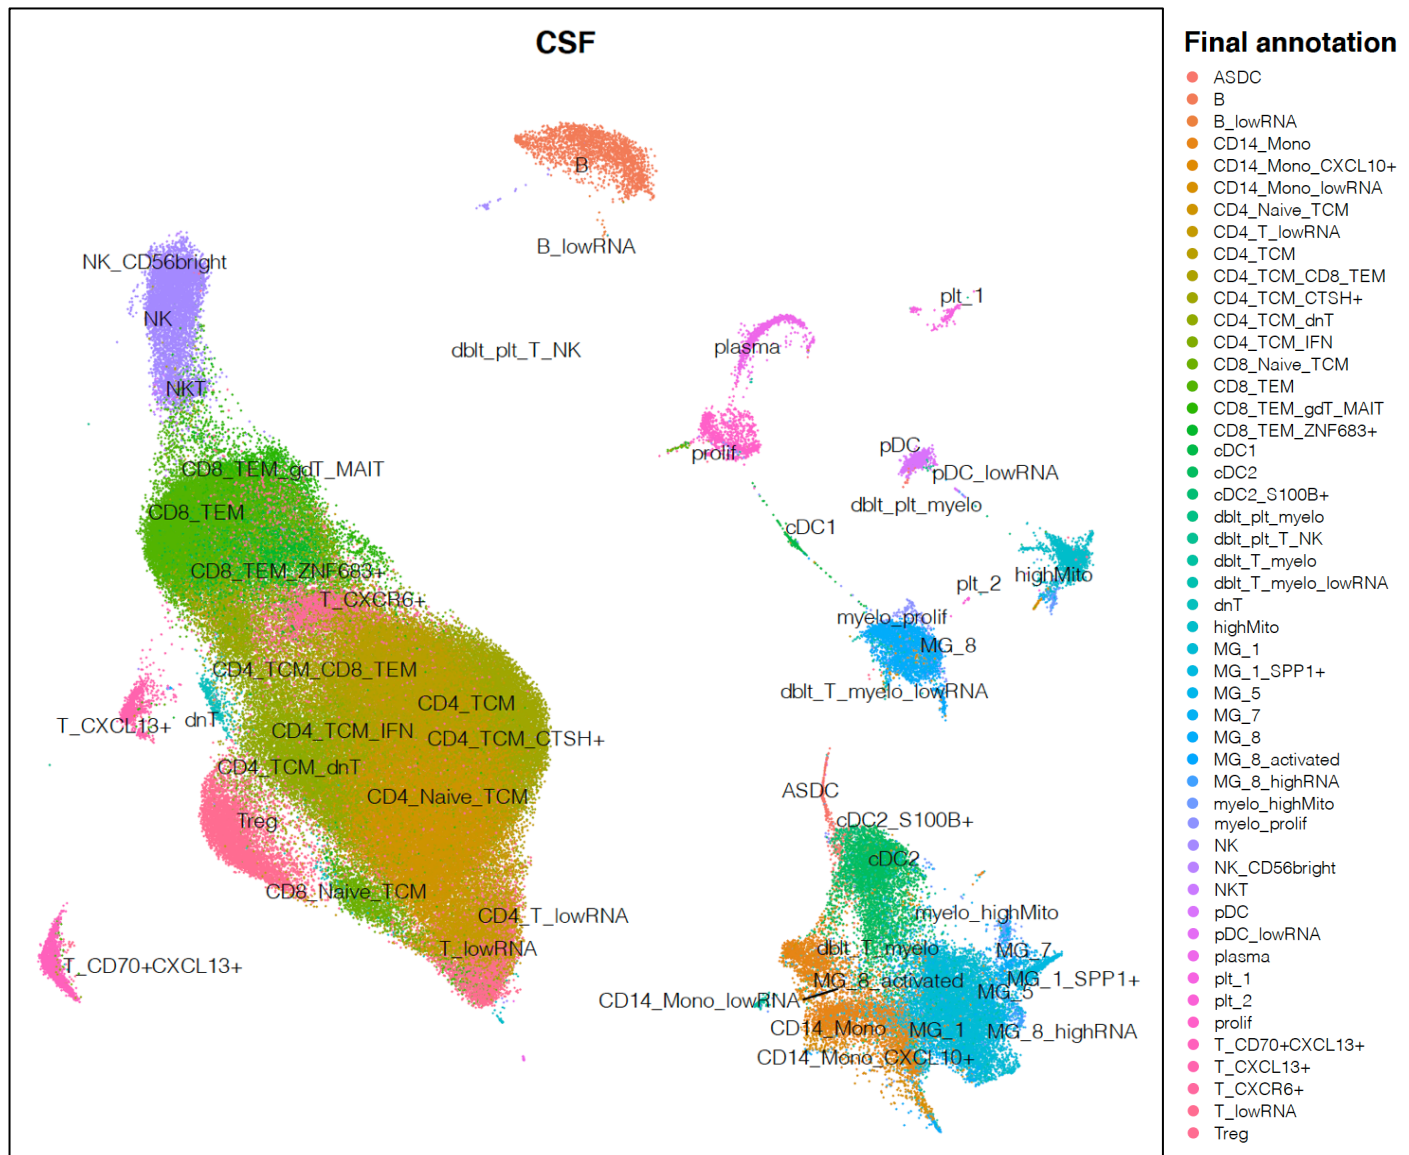 CSF
B
B_lowRNA
NK_CD56bright
NK
NKT
dblt_plt_T_NK
plt_1
plasma
prolif
pDC
pDC_lowRNA
dblt_plt_myelo
cDC1
highMito
plt_2
CD8_TEM_gdT_MAIT
CD8_TEM
CD8_TEM_ZNF683+
T_CXCR6+
myelo_prolif
MG_8
dblt_T_myelo_lowRNA
CD4_TCM_CD8_TEM
CD4_TCM
T_CXCL13+
dnT
CD4_TCM_IFN
CD4_TCM_CTSH+
CD4_TCM_dnT
CD4_Naive_TCM
Treg
ASDC
cDC2_S100B+
cDC2
CD8_Naive_TCM
CD4_T_lowRNA
myelo_highMito
T_lowRNA
dblt_T_myelo
MG_7
T_CD70+CXCL13+
MG_8_activated
MG_1_SPP1+
MG_5
CD14_Mono_lowRNA
CD14_Mono
MG_1
MG_8_highRNA
CD14_Mono_CXCL10+
Final annotation
ASDC
B
B_lowRNA
CD14_Mono
CD14_Mono_CXCL10+
CD14_Mono_lowRNA
CD4_Naive_TCM
CD4_T_lowRNA
CD4_TCM
CD4_TCM_CD8_TEM
CD4_TCM_CTSH+
CD4_TCM_dnT
CD4_TCM_IFN
CD8_Naive_TCM
CD8_TEM
CD8_TEM_gdT_MAIT
CD8_TEM_ZNF683+
cDC1
cDC2
cDC2_S100B+
dblt_plt_myelo
dblt_plt_T_NK
dblt_T_myelo
dblt_T_myelo_lowRNA
dnT
highMito
MG_1
MG_1_SPP1+
MG_5
MG_7
MG_8
MG_8_activated
MG_8_highRNA
myelo_highMito
myelo_prolif
NK
NK_CD56bright
NKT
pDC
pDC_lowRNA
plasma
plt_1
plt_2
prolif
T_CD70+CXCL13+
T_CXCL13+
T_CXCR6+
T_lowRNA
Treg